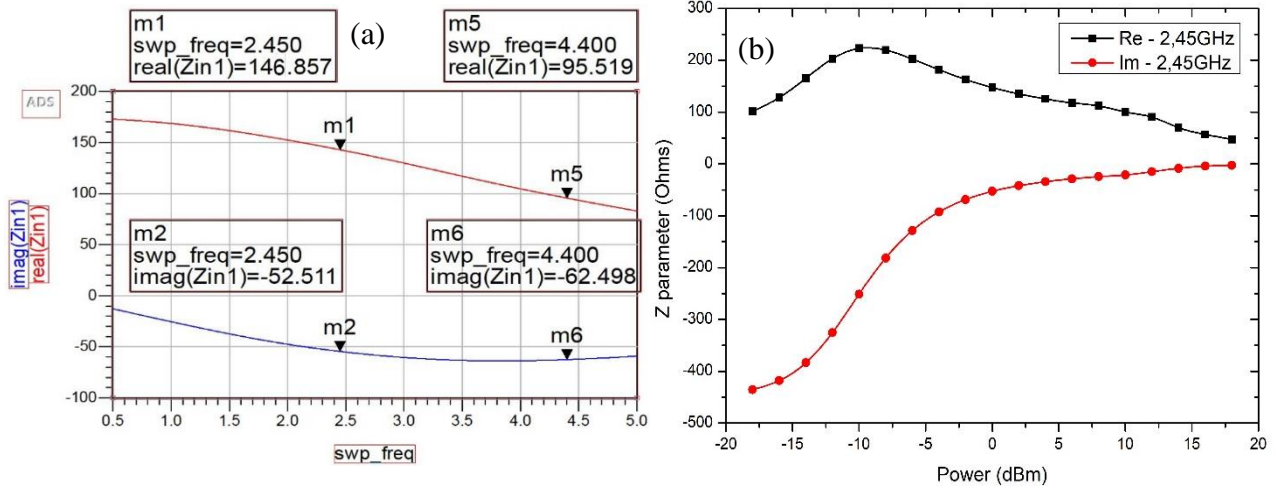 m1
swp_freq=2.450
real(Zin1)=146.857
(a)
m5
swp_freq=4.400
real(Zin1)=95.519
ADS
200
150
100
50
0
-50
-100
m1
m5
m2
swp_freq=2.450
imag(Zin1)=-52.511
m6
swp_freq=4.400
imag(Zin1)=-62.498
m2
m6
imag(Zin1)
real(Zin1)
0.5
1.0
1.5
2.0
2.5
3.0
3.5
4.0
4.5
5.0
swp_freq
(b)
Re - 2,45GHz
Im - 2,45GHz
300
200
100
0
-100
-200
-300
-400
-500
Z parameter (Ohms)
-20
-15
-10
-5
0
5
10
15
20
Power (dBm)